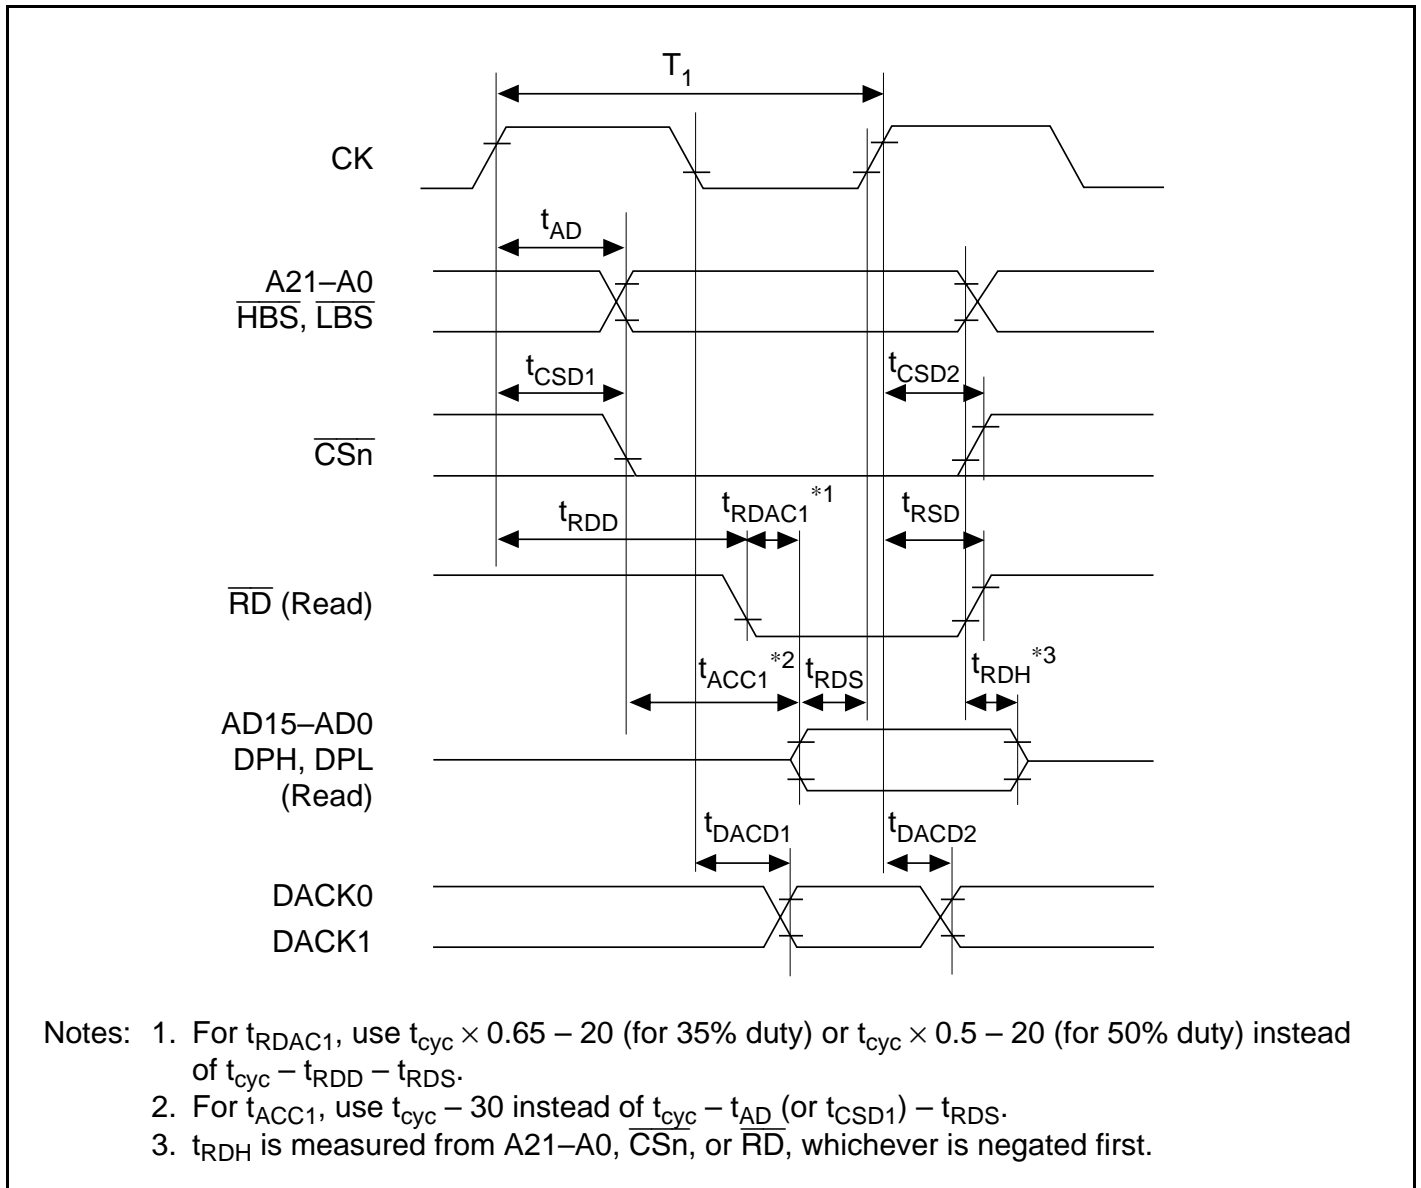 T1
CK
tAD
A21–A0
HBS, LBS
tCSD1
tCSD2
CSn
tRDD
tRDAC1*1
tRSD
RD (Read)
tACC1*2
tRDS
tRDH*3
AD15–AD0
DPH, DPL
(Read)
tDACD1
tDACD2
DACK0
DACK1
Notes: 1. For tRDAC1, use tcyc × 0.65 – 20 (for 35% duty) or tcyc × 0.5 – 20 (for 50% duty) instead
of tcyc – tRDD – tRDS.
2. For tACC1, use tcyc – 30 instead of tcyc – tAD (or tCSD1) – tRDS.
3. tRDH is measured from A21–A0, CSn, or RD, whichever is negated first.